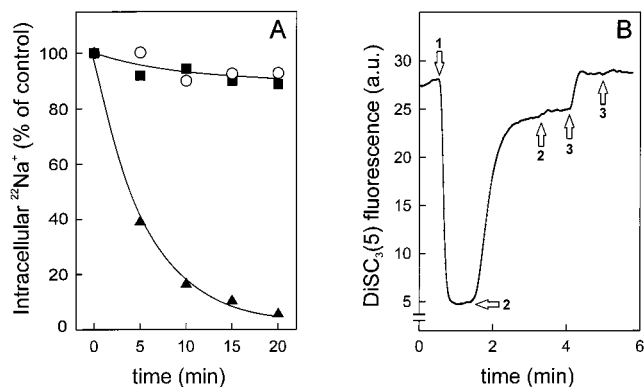 A
Intracellular ²²Na⁺ (% of control)
100
80
60
40
20
0
0 5 10 15 20
time (min)
B
DiSC₃(5) fluorescence (a.u.)
30
25
20
15
10
5
1
2
3
3
2
0 2 4 6
time (min)